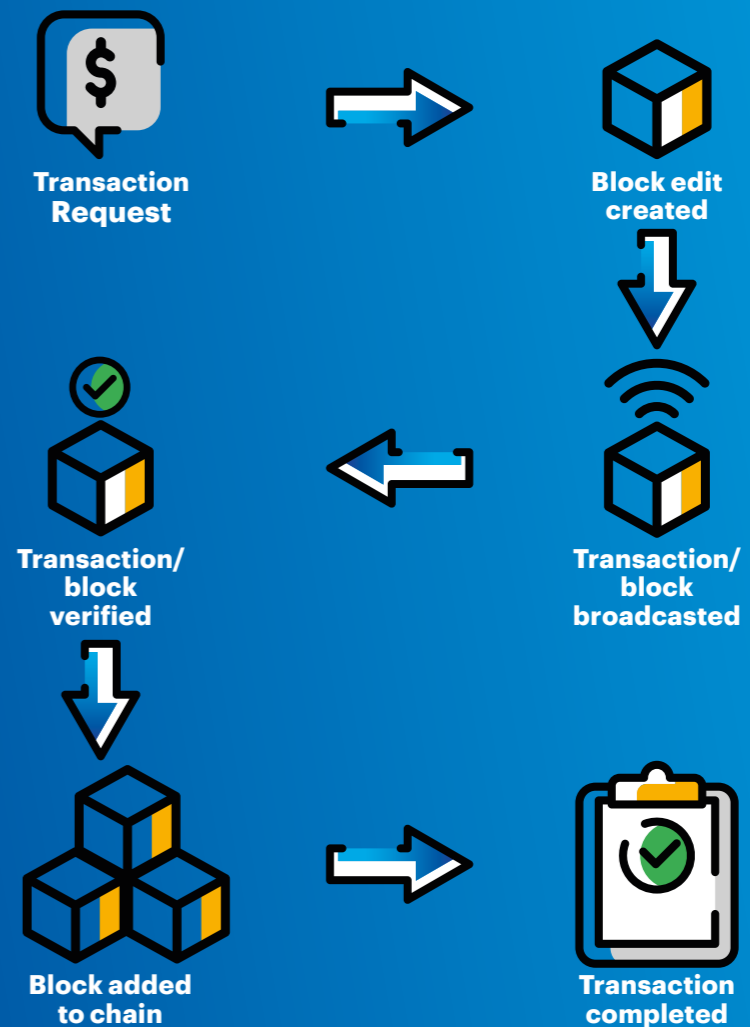 $
Transaction
Request
Block edit
created
Transaction/
block
broadcasted
Transaction/
block
verified
Block added
to chain
Transaction
completed